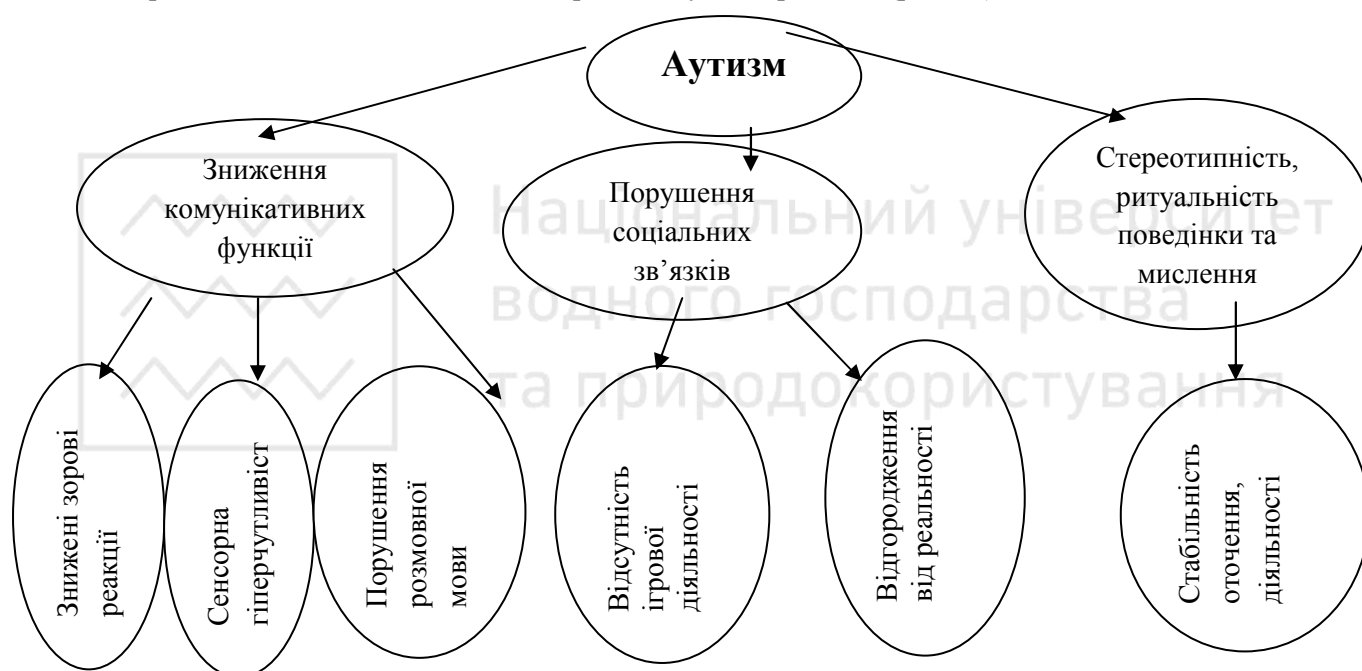 Аутизм
Зниження
комунікативних
функції
Порушення
соціальних
зв’язків
Стереотипність,
ритуальність
поведінки та
мислення
Знижені зорові
реакції
Сенсорна
гіперчутливіст
Порушення
розмовної
мови
Відсутність
ігрової
діяльності
Відгородження
від реальності
Стабільність
оточення,
діяльності
Національний університет
водного господарства
та природокористування